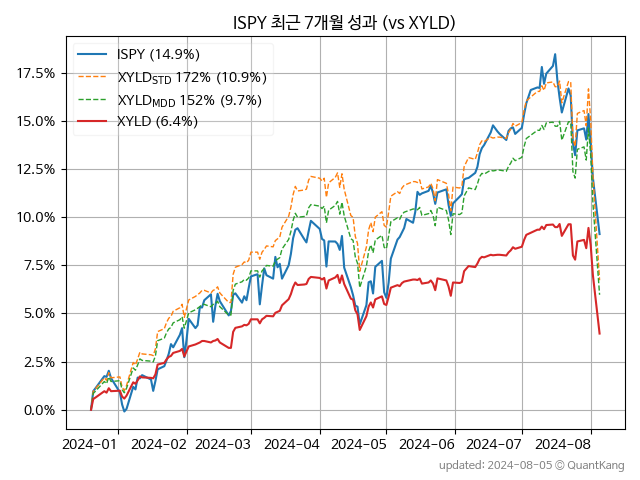 ISPY 최근 7개월 성과 (vs XYLD)
ISPY (14.9%)
XYLD_STD 172% (10.9%)
XYLD_MDD 152% (9.7%)
XYLD (6.4%)
17.5%
15.0%
12.5%
10.0%
7.5%
5.0%
2.5%
0.0%
2024-01 2024-02 2024-03 2024-04 2024-05 2024-06 2024-07 2024-08
updated: 2024-08-05 © QuantKang